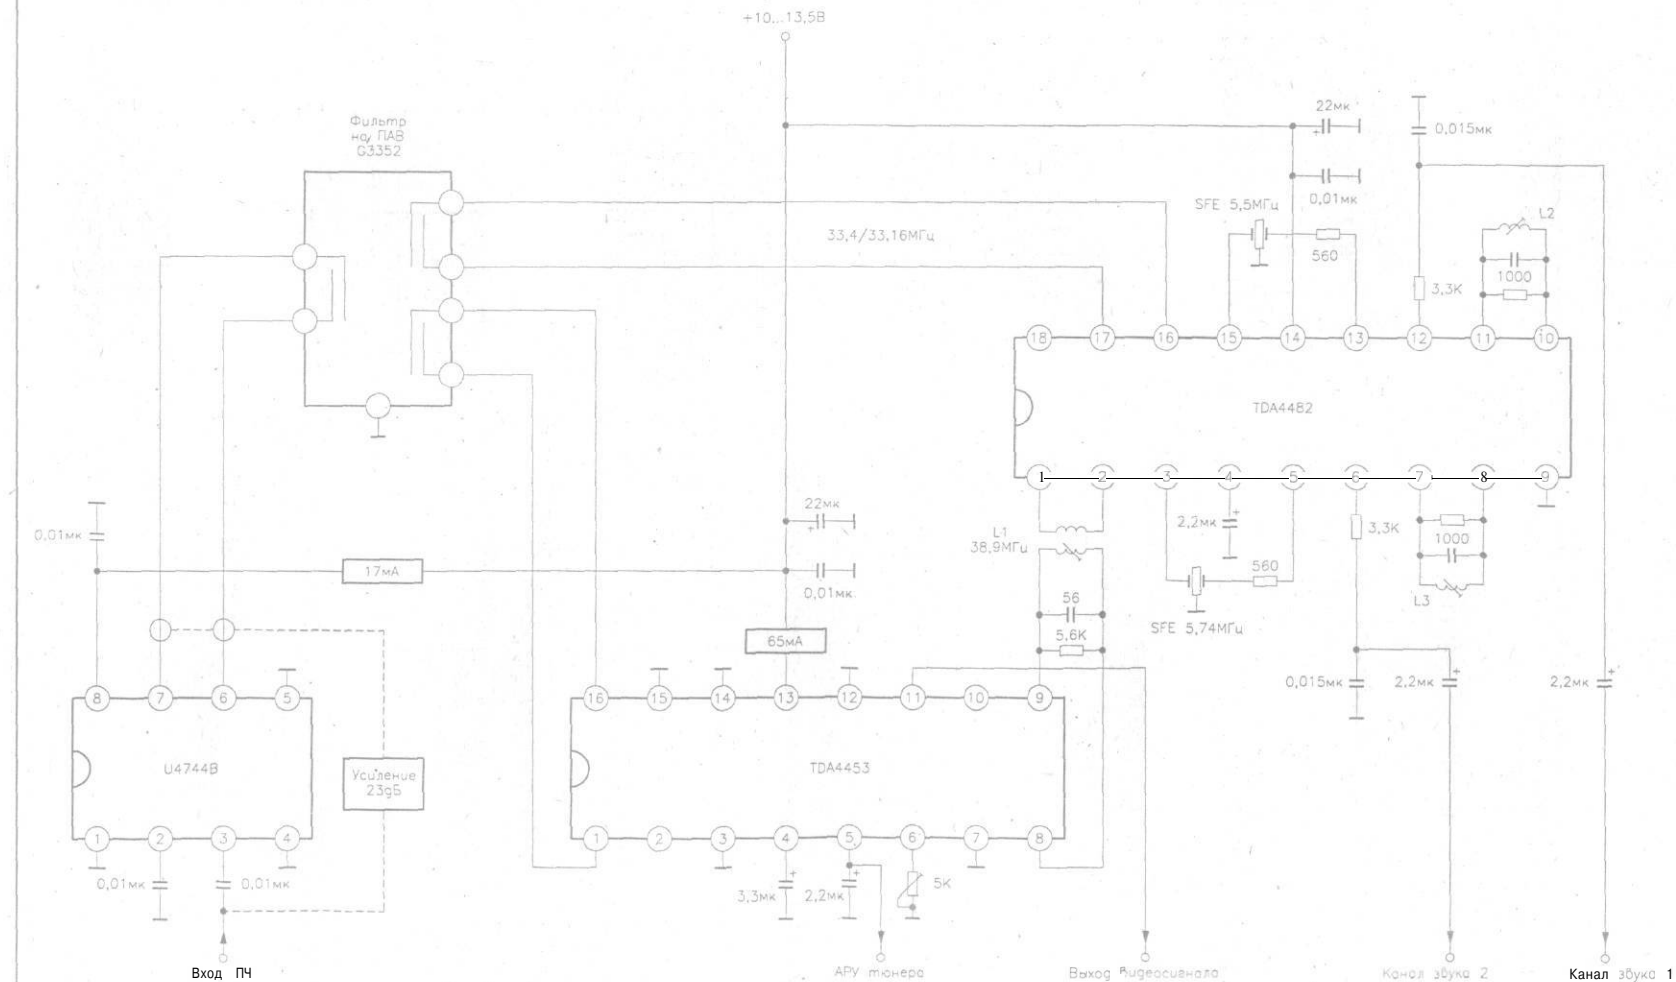 +10...13,5В
22мк
0,015мк
Фильтр
на ПАВ
G3352
0,01мк
SFE 5,5МГц
L2
33,4/33,16МГц
560
1000
3,3К
18 17 16 15 14 13 12 11 10
TDA4482
1 2 3 4 5 6 7 8 9
22мк
0,01мк
L1
38,9МГц
2,2мк
3,3К
1000
17мА
0,01мк
560
L3
56
SFE 5,74МГц
65мА
5,6К
0,015мк
2,2мк
2,2мк
8 7 6 5
16 15 14 13 12 11 10 9
U4744B
TDA4453
Усиление
23дБ
1 2 3 4
1 2 3 4 5 6 7 8
0,01мк
0,01мк
3,3мк
2,2мк
5К
Вход ПЧ
АРУ тюнера
Выход видеосигнала
Канал звука 2
Канал звука 1